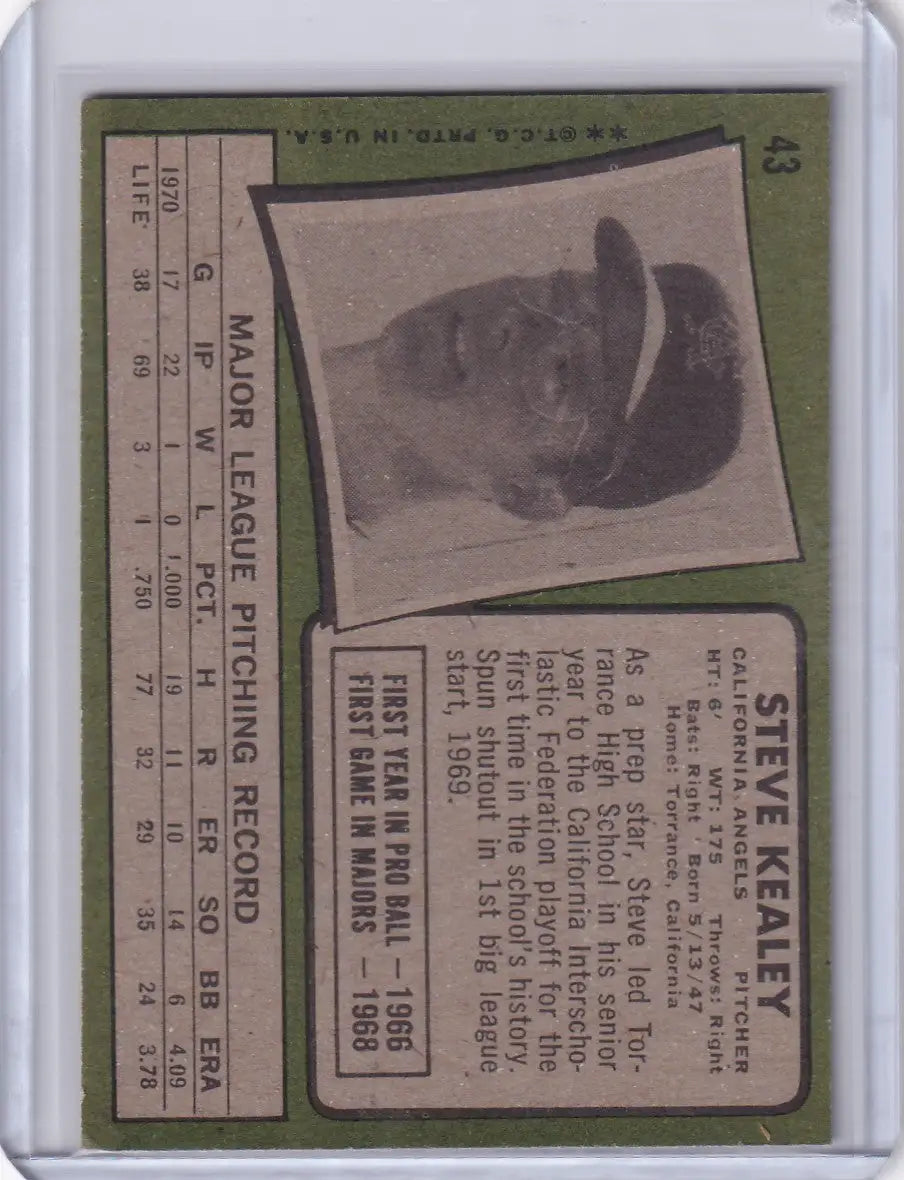 43
STEVE KEALEY
CALIFORNIA ANGELS PITCHER
HT: 6' WT: 175 Throws: Right
Bats: Right Born 5/13/47
Home: Torrance, California
As a prep star, Steve led Tor-
rance High School in his senior
year to the California Interscho-
lastic Federation playoff for the
first time in the school's history.
Spun shutout in 1st big league
start, 1969.
FIRST YEAR IN PRO BALL — 1966
FIRST GAME IN MAJORS — 1968
MAJOR LEAGUE PITCHING RECORD
G IP W L PCT. H R ER SO BB ERA
1970 17 22 1 0 1.000 19 11 10 14 6 4.09
LIFE 38 69 3 1 .750 77 32 29 35 24 3.78
** ©T.C.G. PRTD. IN U.S.A.